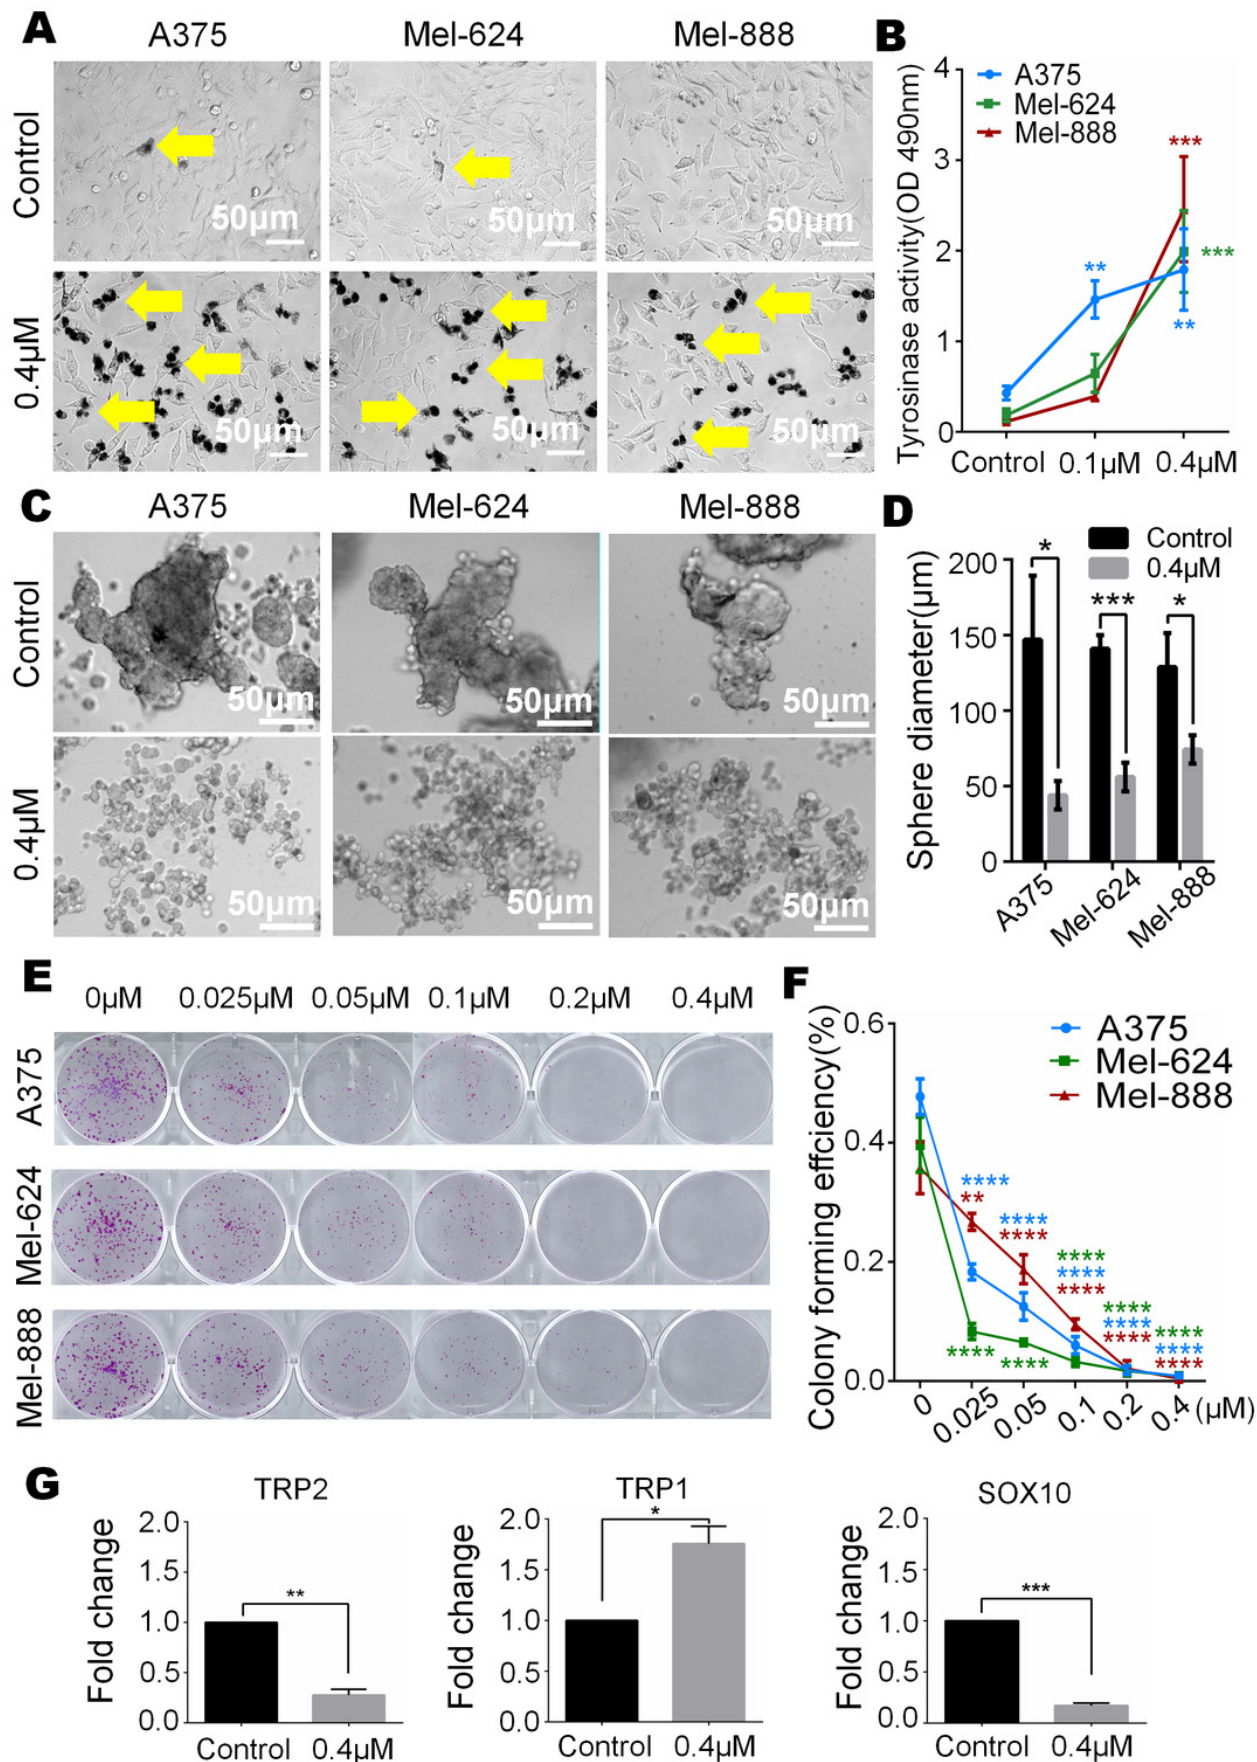 A
A375
Mel-624
Mel-888
Control
50µm
50µm
50µm
0.4µM
50µm
50µm
50µm
B
Tyrosinase activity(OD 490nm)
4
3
2
1
0
A375
Mel-624
Mel-888
**
***
***
**
Control
0.1µM
0.4µM
C
A375
Mel-624
Mel-888
Control
50µm
50µm
50µm
0.4µM
50µm
50µm
50µm
D
Sphere diameter(µm)
200
150
100
50
0
Control
0.4µM
*
***
*
A375
Mel-624
Mel-888
E
0µM
0.025µM
0.05µM
0.1µM
0.2µM
0.4µM
A375
Mel-624
Mel-888
F
Colony forming effciency(%)
0.6
0.4
0.2
0.0
A375
Mel-624
Mel-888
****
**
****
****
****
****
****
****
****
****
****
****
****
****
****
****
0
0.025
0.05
0.1
0.2
0.4
(µM)
G
TRP2
Fold change
2.0
1.5
1.0
0.5
0.0
**
Control
0.4µM
TRP1
Fold change
2.0
1.5
1.0
0.5
0.0
*
Control
0.4µM
SOX10
Fold change
2.0
1.5
1.0
0.5
0.0
***
Control
0.4µM